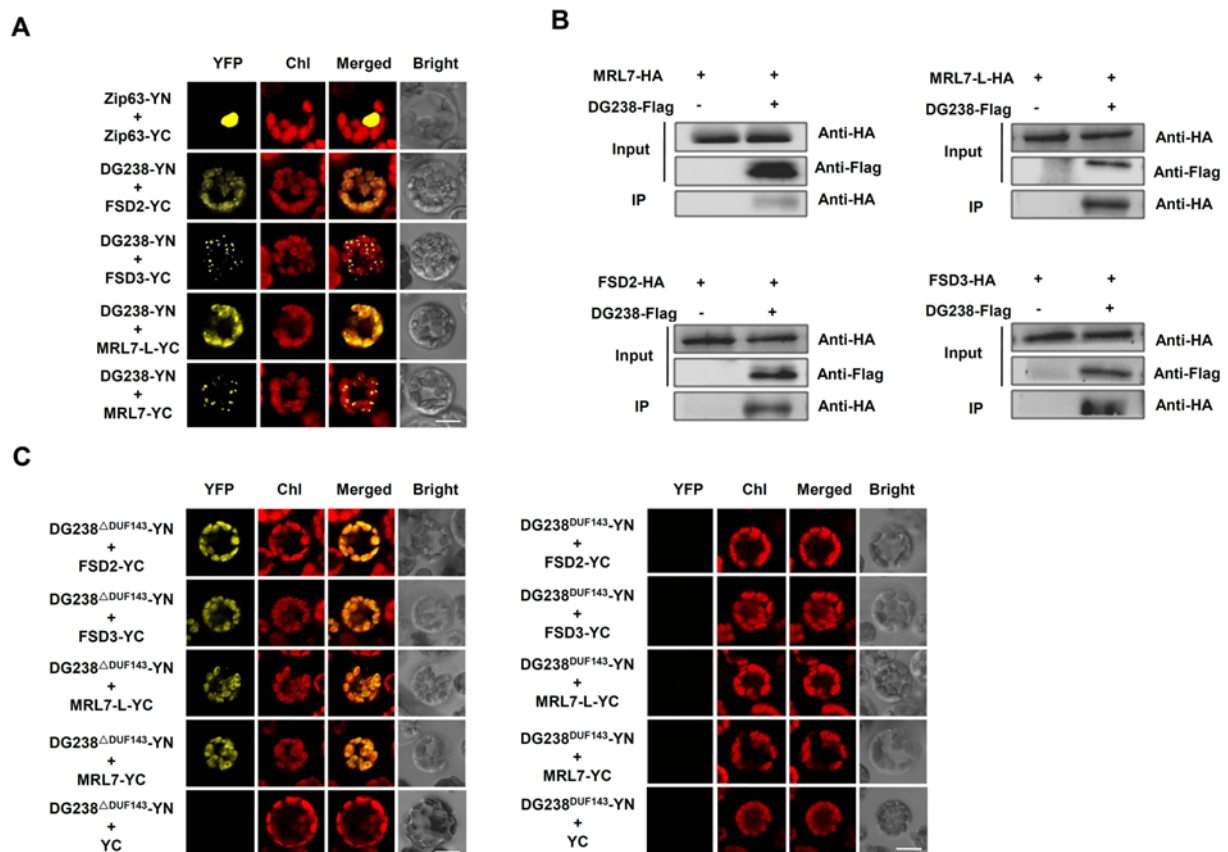 A
YFP Chl Merged Bright
Zip63-YN
+
Zip63-YC
DG238-YN
+
FSD2-YC
DG238-YN
+
FSD3-YC
DG238-YN
+
MRL7-L-YC
DG238-YN
+
MRL7-YC
B
MRL7-HA + +
DG238-Flag - +
Input
Anti-HA
Anti-Flag
IP Anti-HA
MRL7-L-HA + +
DG238-Flag - +
Input
Anti-HA
Anti-Flag
IP Anti-HA
FSD2-HA + +
DG238-Flag - +
Input
Anti-HA
Anti-Flag
IP Anti-HA
FSD3-HA + +
DG238-Flag - +
Input
Anti-HA
Anti-Flag
IP Anti-HA
C
YFP Chl Merged Bright
DG238△DUF143-YN
+
FSD2-YC
DG238△DUF143-YN
+
FSD3-YC
DG238△DUF143-YN
+
MRL7-L-YC
DG238△DUF143-YN
+
MRL7-YC
DG238△DUF143-YN
+
YC
YFP Chl Merged Bright
DG238DUF143-YN
+
FSD2-YC
DG238DUF143-YN
+
FSD3-YC
DG238DUF143-YN
+
MRL7-L-YC
DG238DUF143-YN
+
MRL7-YC
DG238DUF143-YN
+
YC